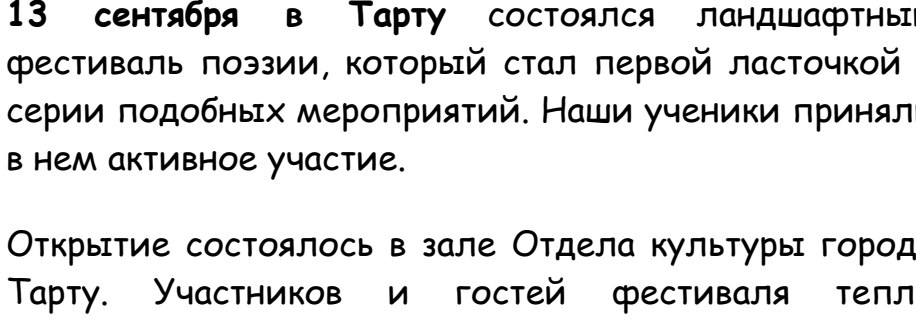 13 сентября в Тарту состоялся ландшафтны
фестиваль поэзии, который стал первой ласточкой
серии подобных мероприятий. Наши ученики принял
в нем активное участие.
Открытие состоялось в зале Отдела культуры город
Тарту. Участников и гостей фестиваля тепл